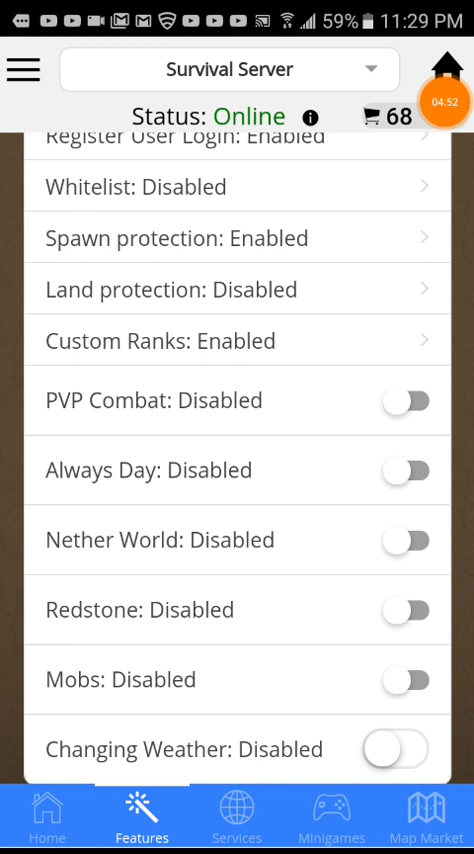 59% 11:29 PM
Survival Server
Status: Online
68
04:52
Register User Login: Enabled
Whitelist: Disabled
Spawn protection: Enabled
Land protection: Disabled
Custom Ranks: Enabled
PVP Combat: Disabled
Always Day: Disabled
Nether World: Disabled
Redstone: Disabled
Mobs: Disabled
Changing Weather: Disabled
Home Features Services Minigames Map Market